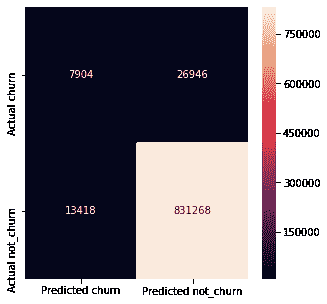 Actual churn
7904
26946
Actual not_churn
13418
831268
Predicted churn
Predicted not_churn
750000
600000
450000
300000
150000